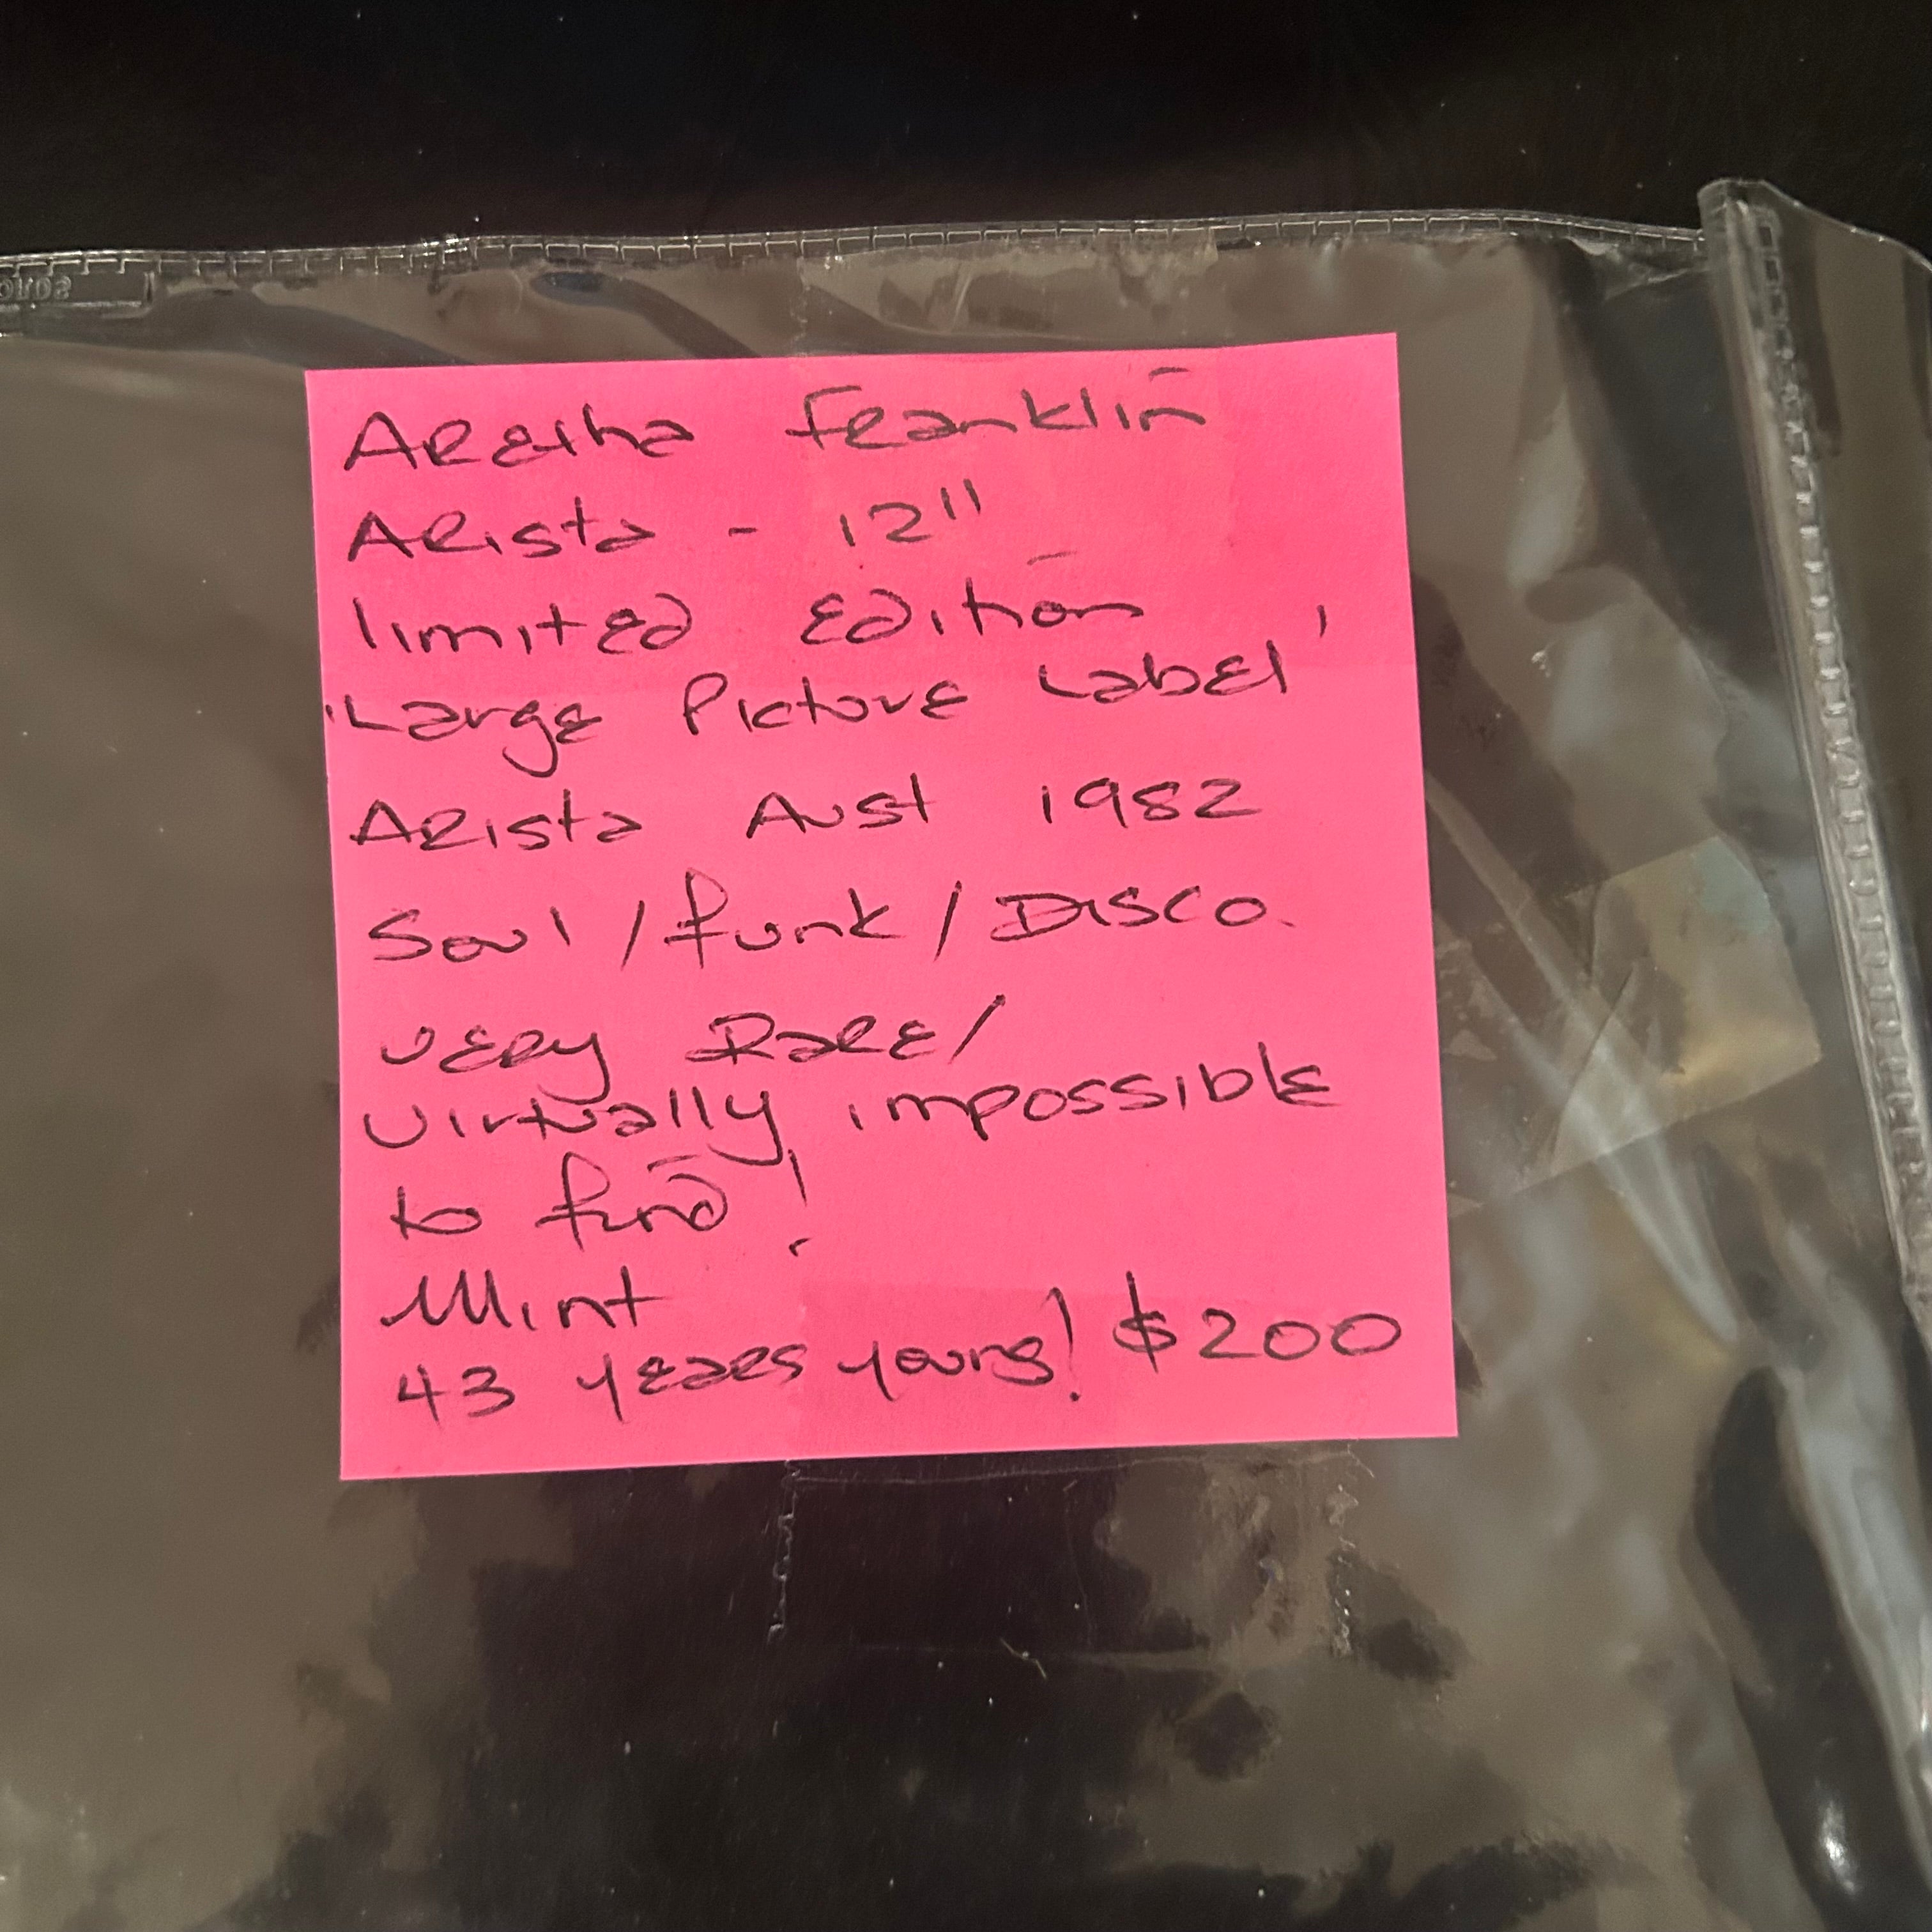 Aretha Franklin
Arista - 12"
limited edition
'Large Picture Label'
Arista Aust 1982
Soul / funk / Disco.
very Rare /
virtually impossible
to find!
Mint
43 years young! $200